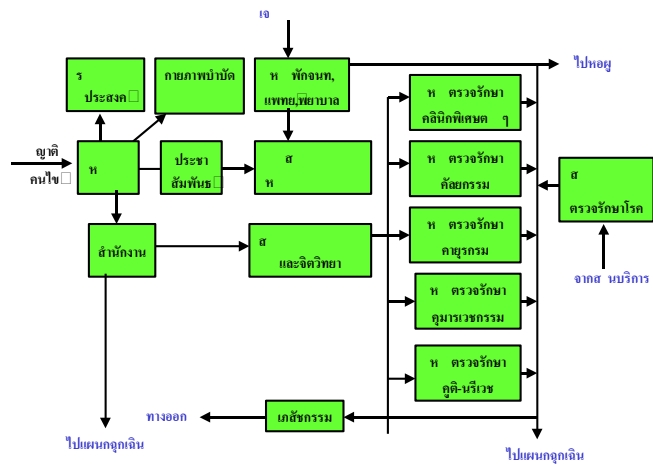 เจ
ร
ประสงค
กายภาพบำบัด
ห พักจนท,
แพทย,พยาบาล
ไปหอผู
ห ตรวจรักษา
คลินิกพิเศษต ๆ
ญาติ
คนไข
ห
ประชา
สัมพันธ
ส
ห
ห ตรวจรักษา
คัลยกรรม
ส
ตรวจรักษาโรค
สำนักงาน
ส
และจิตวิทยา
ห ตรวจรักษา
คายุรกรม
จากส นบริการ
ห ตรวจรักษา
คุมารเวชกรรม
ห ตรวจรักษา
คูติ-นรีเวช
ทางออก
เภสัชกรรม
ไปแผนกฉุกเฉิน
ไปแผนกฉุกเฉิน